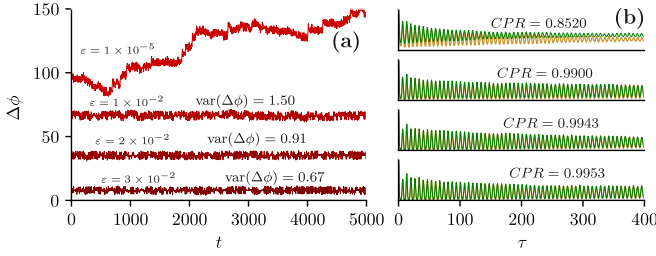 150
100
50
0
Δϕ
ε = 1 × 10⁻⁵
(a)
ε = 1 × 10⁻²
var(Δϕ) = 1.50
ε = 2 × 10⁻²
var(Δϕ) = 0.91
ε = 3 × 10⁻²
var(Δϕ) = 0.67
0 1000 2000 3000 4000 5000
t
(b)
CPR = 0.8520
CPR = 0.9900
CPR = 0.9943
CPR = 0.9953
0 100 200 300 400
τ